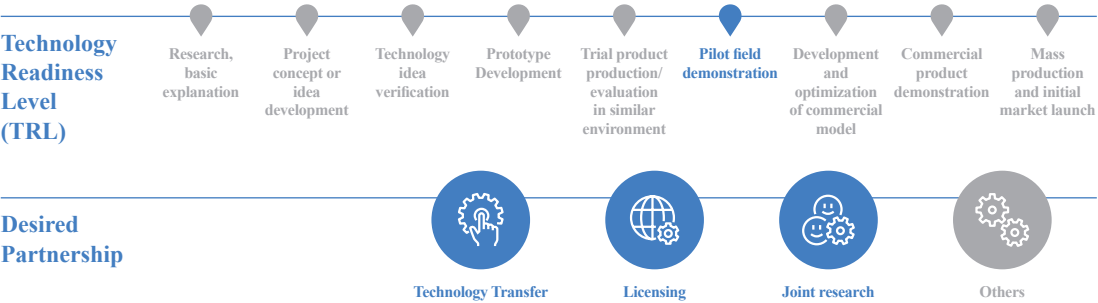 Technology
Readiness
Level
(TRL)
Research,
basic
explanation
Project
concept or
idea
development
Technology
idea
verification
Prototype
Development
Trial product
production/
evaluation
in similar
environment
Pilot field
demonstration
Development
and
optimization
of commercial
model
Commercial
product
demonstration
Mass
production
and initial
market launch
Desired
Partnership
Technology Transfer
Licensing
Joint research
Others